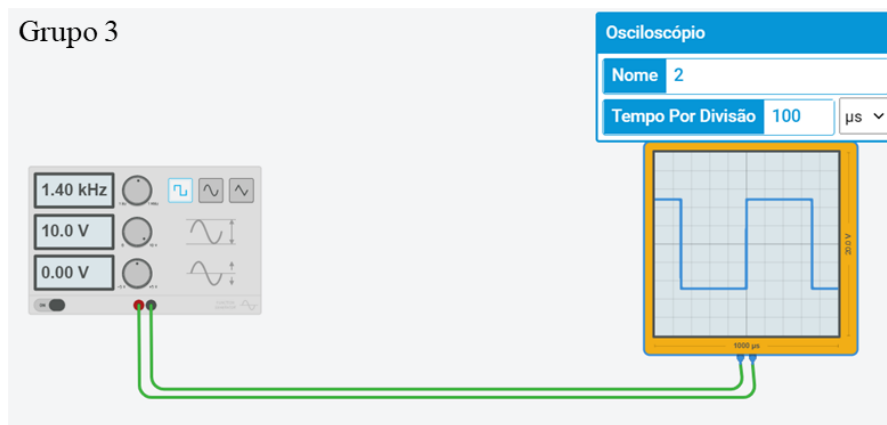 Grupo 3
Osciloscópio
Nome 2
Tempo Por Divisão 100 µs
1.40 kHz
10.0 V
0.00 V
ON
20.0 V
1000 µs